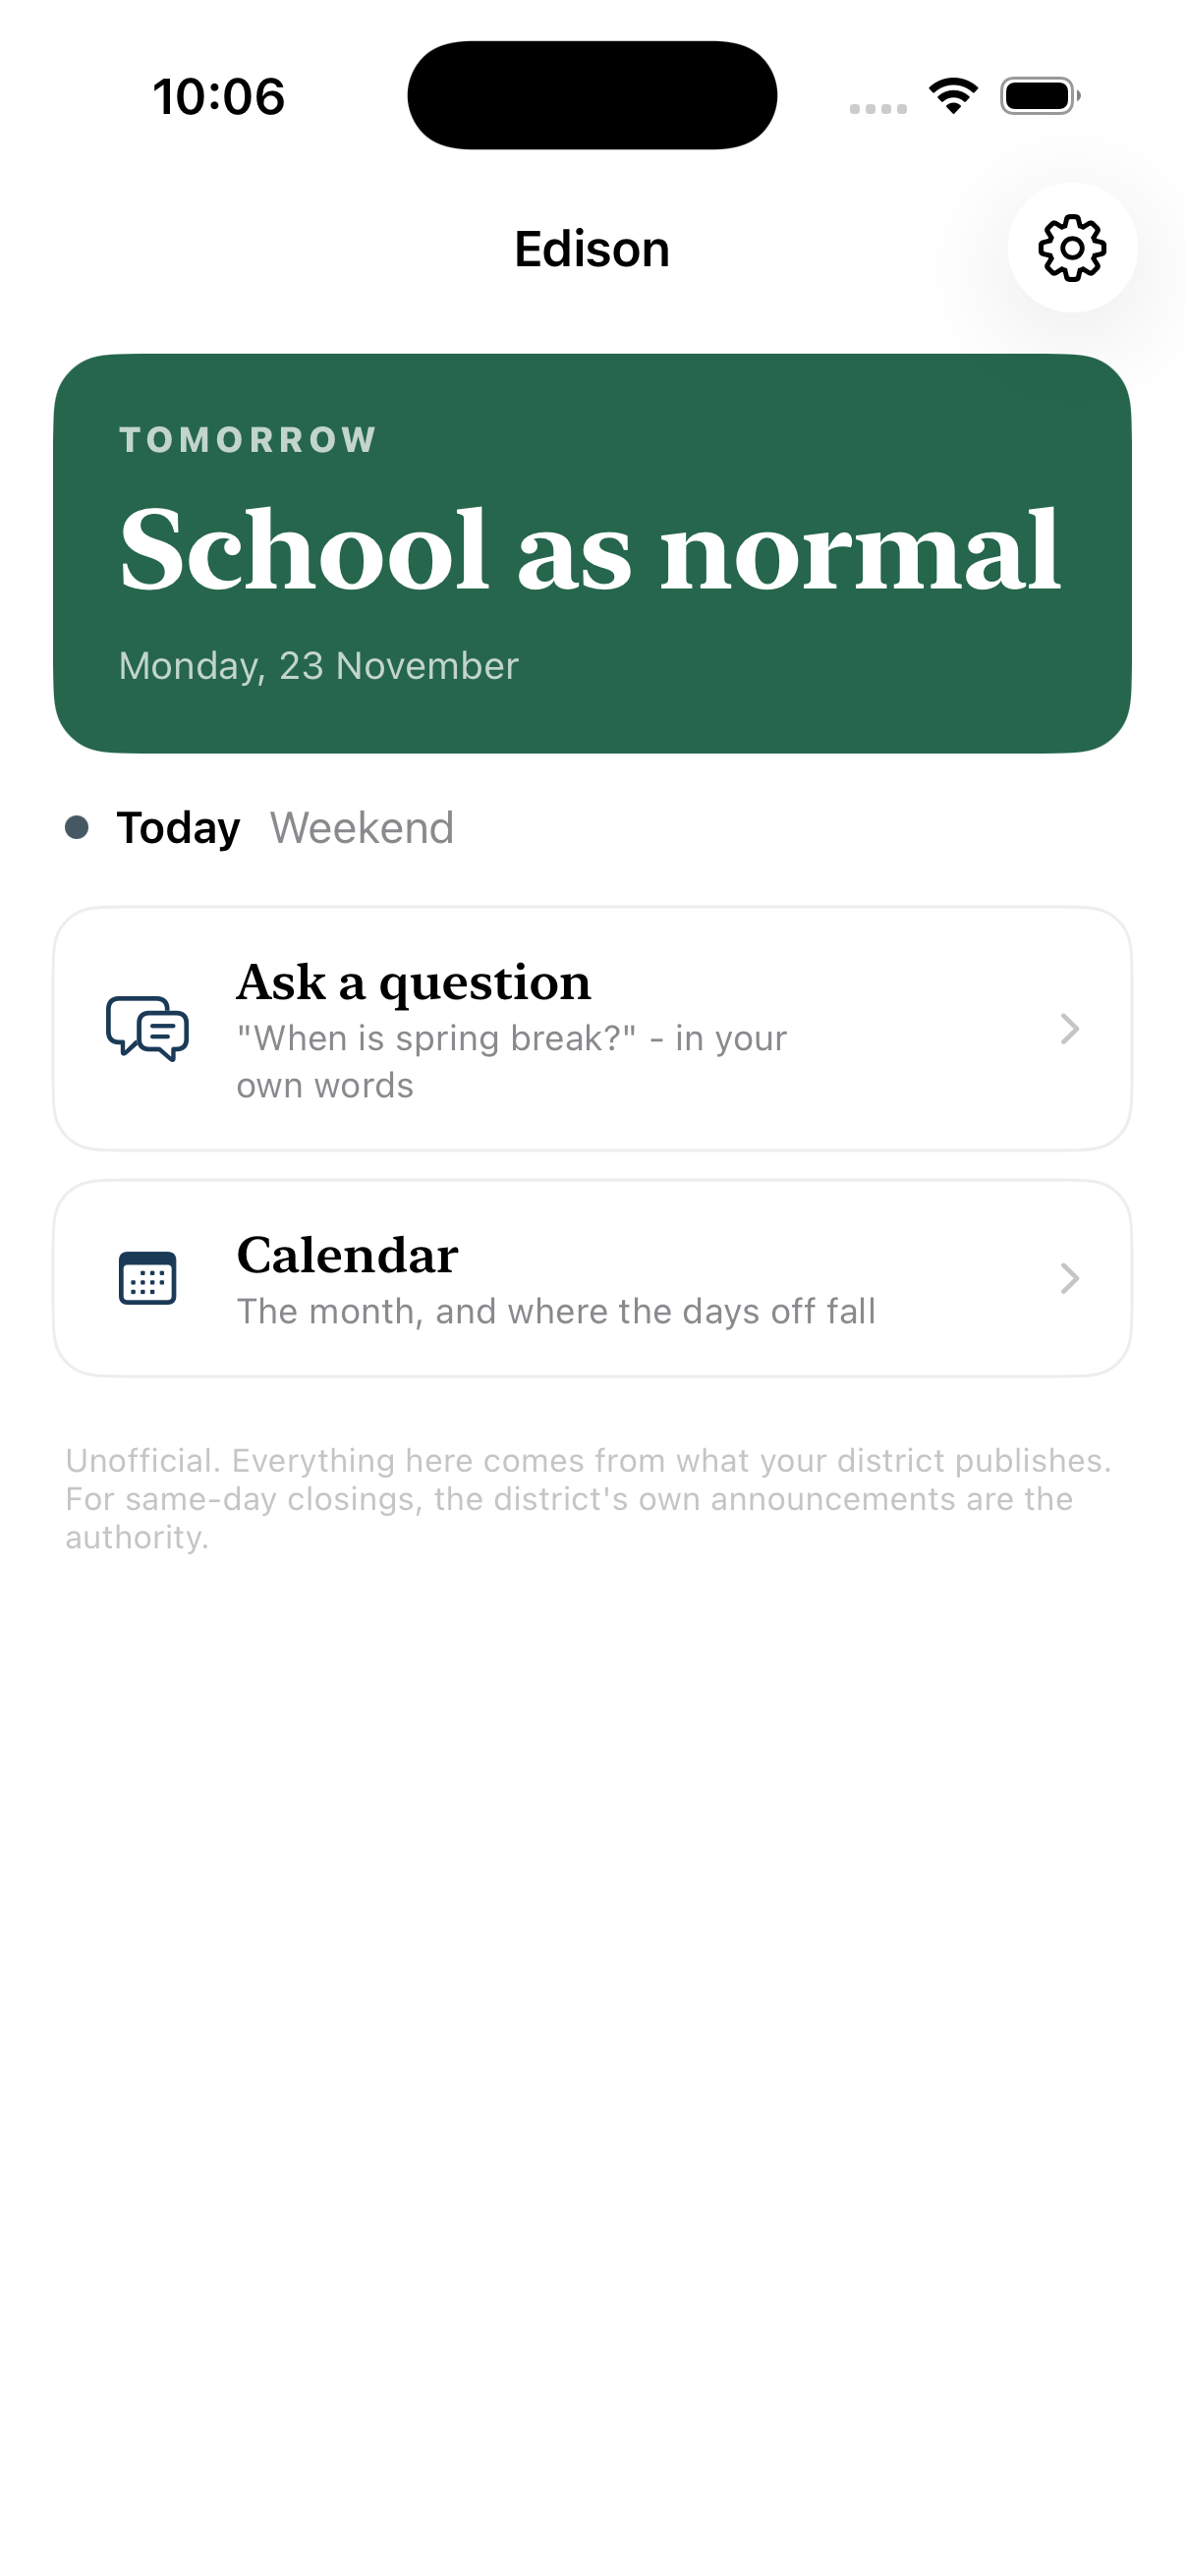 10:06
Edison
TOMORROW
School as normal
Monday, 23 November
Today Weekend
Ask a question
"When is spring break?" - in your
own words
Calendar
The month, and where the days off fall
Unofficial. Everything here comes from what your district publishes.
For same-day closings, the district's own announcements are the
authority.